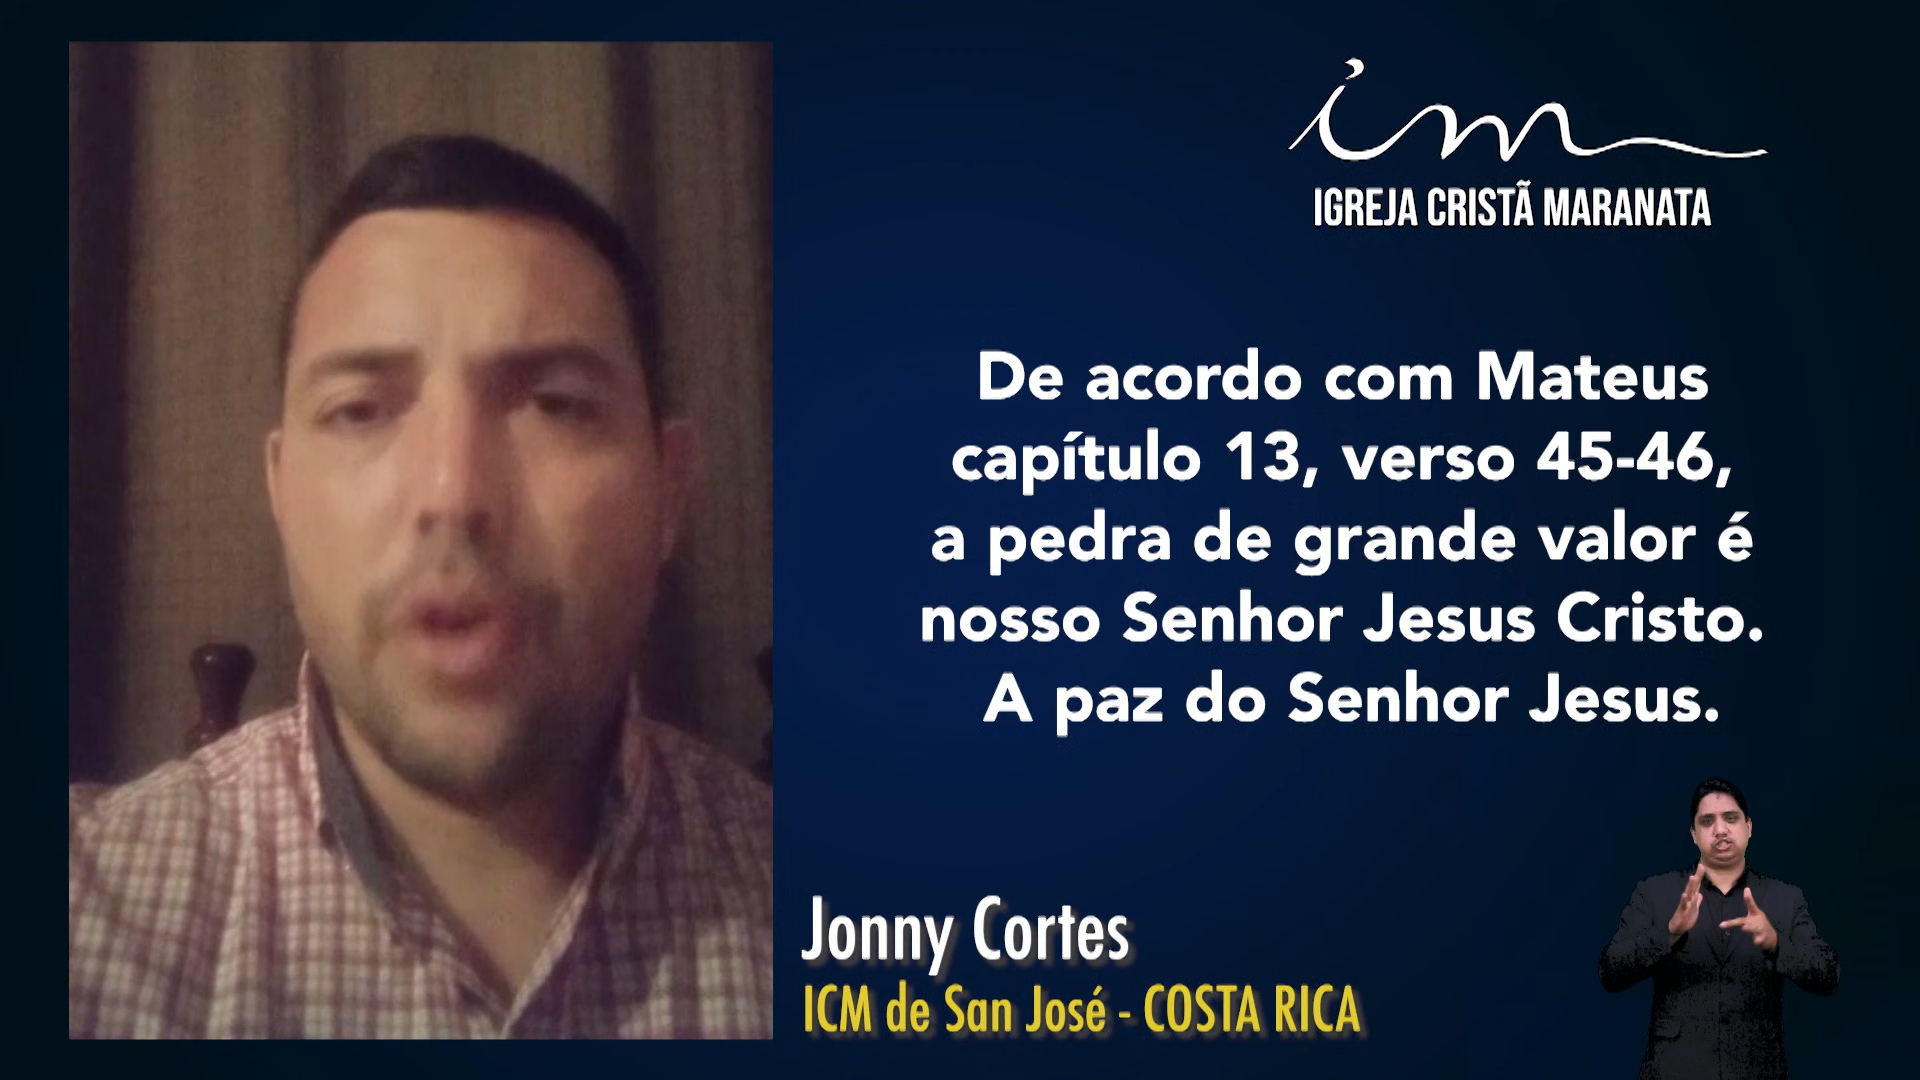 im
IGREJA CRISTÃ MARANATA
De acordo com Mateus
capítulo 13, verso 45-46,
a pedra de grande valor é
nosso Senhor Jesus Cristo.
A paz do Senhor Jesus.
Jonny Cortes
ICM de San José - COSTA RICA